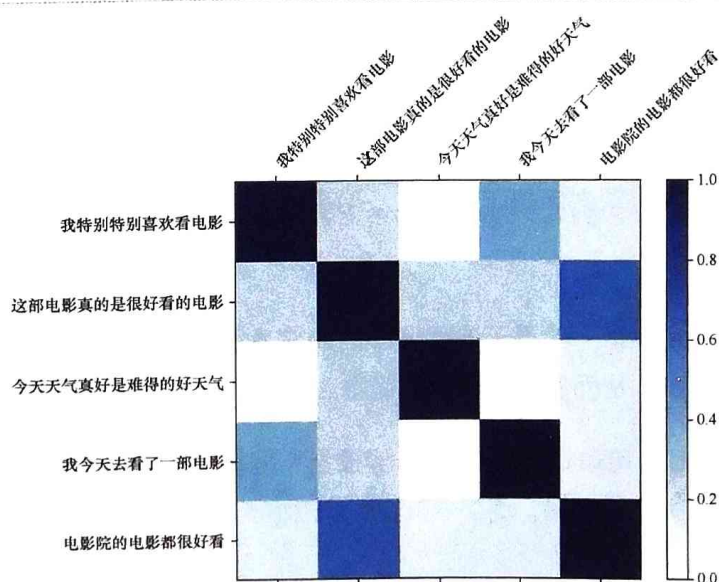 我特别特别喜欢看电影
这部电影真的是很好看的电影
今天天气真好是难得的好天气
我今天去看了一部电影
电影院的电影都很好看
1.0
我特别特别喜欢看电影
0.8
这部电影真的是很好看的电影
0.6
今天天气真好是难得的好天气
0.4
我今天去看了一部电影
0.2
电影院的电影都很好看
0.0